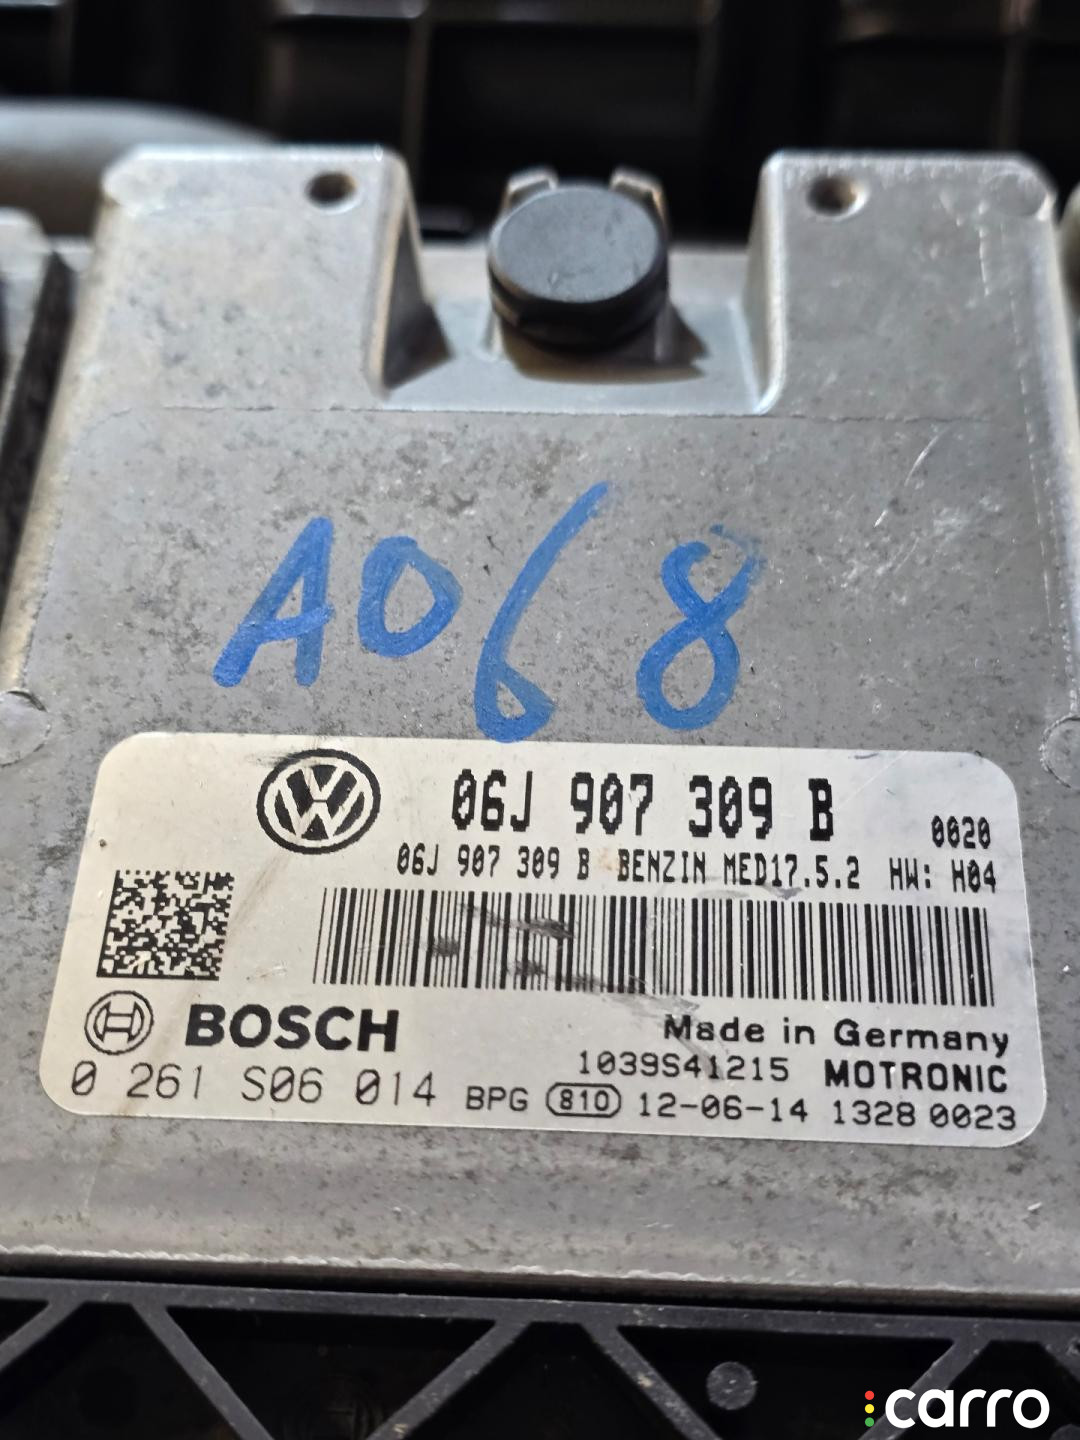 A068
06J 907 309 B 0020
06J 907 309 B BENZIN MED17.5.2 HW: H04
BOSCH Made in Germany
1039S41215 MOTRONIC
0 261 S06 014 BPG 810 12-06-14 1328 0023
carro